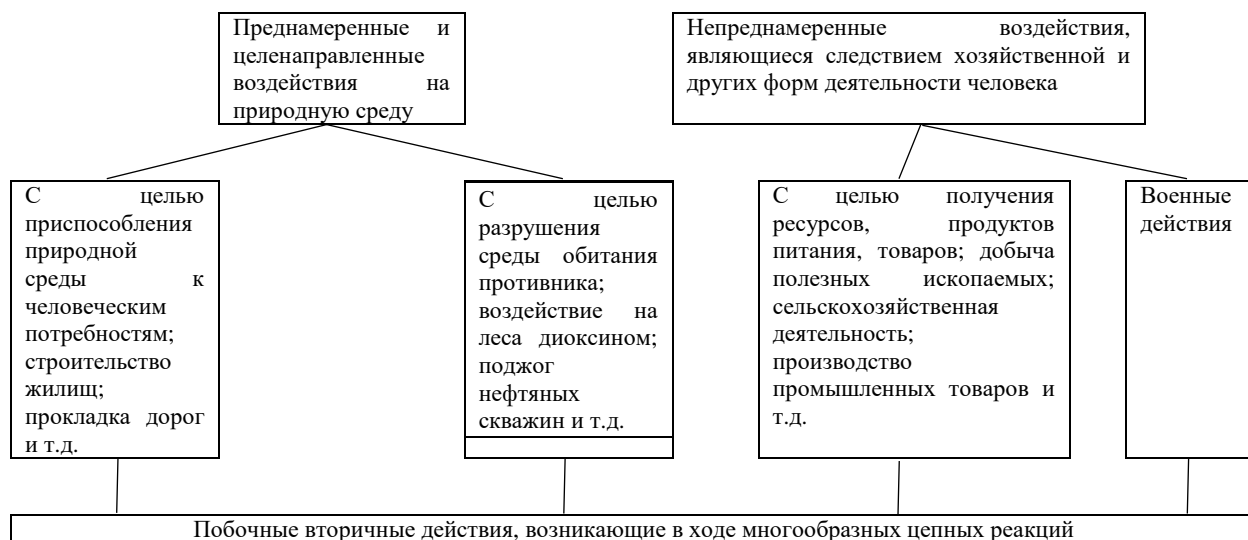 Преднамеренные и
целенаправленные
воздействия на
природную среду
Непреднамеренные воздействия,
являющиеся следствием хозяйственной и
других форм деятельности человека
С целью
приспособления
природной
среды к
человеческим
потребностям;
строительство
жилищ;
прокладка дорог
и т.д.
С целью
разрушения
среды обитания
противника;
воздействие на
леса диоксином;
поджог
нефтяных
скважин и т.д.
С целью получения
ресурсов, продуктов
питания, товаров; добыча
полезных ископаемых;
сельскохозяйственная
деятельность;
производство
промышленных товаров и
т.д.
Военные
действия
Побочные вторичные действия, возникающие в ходе многообразных цепных реакций